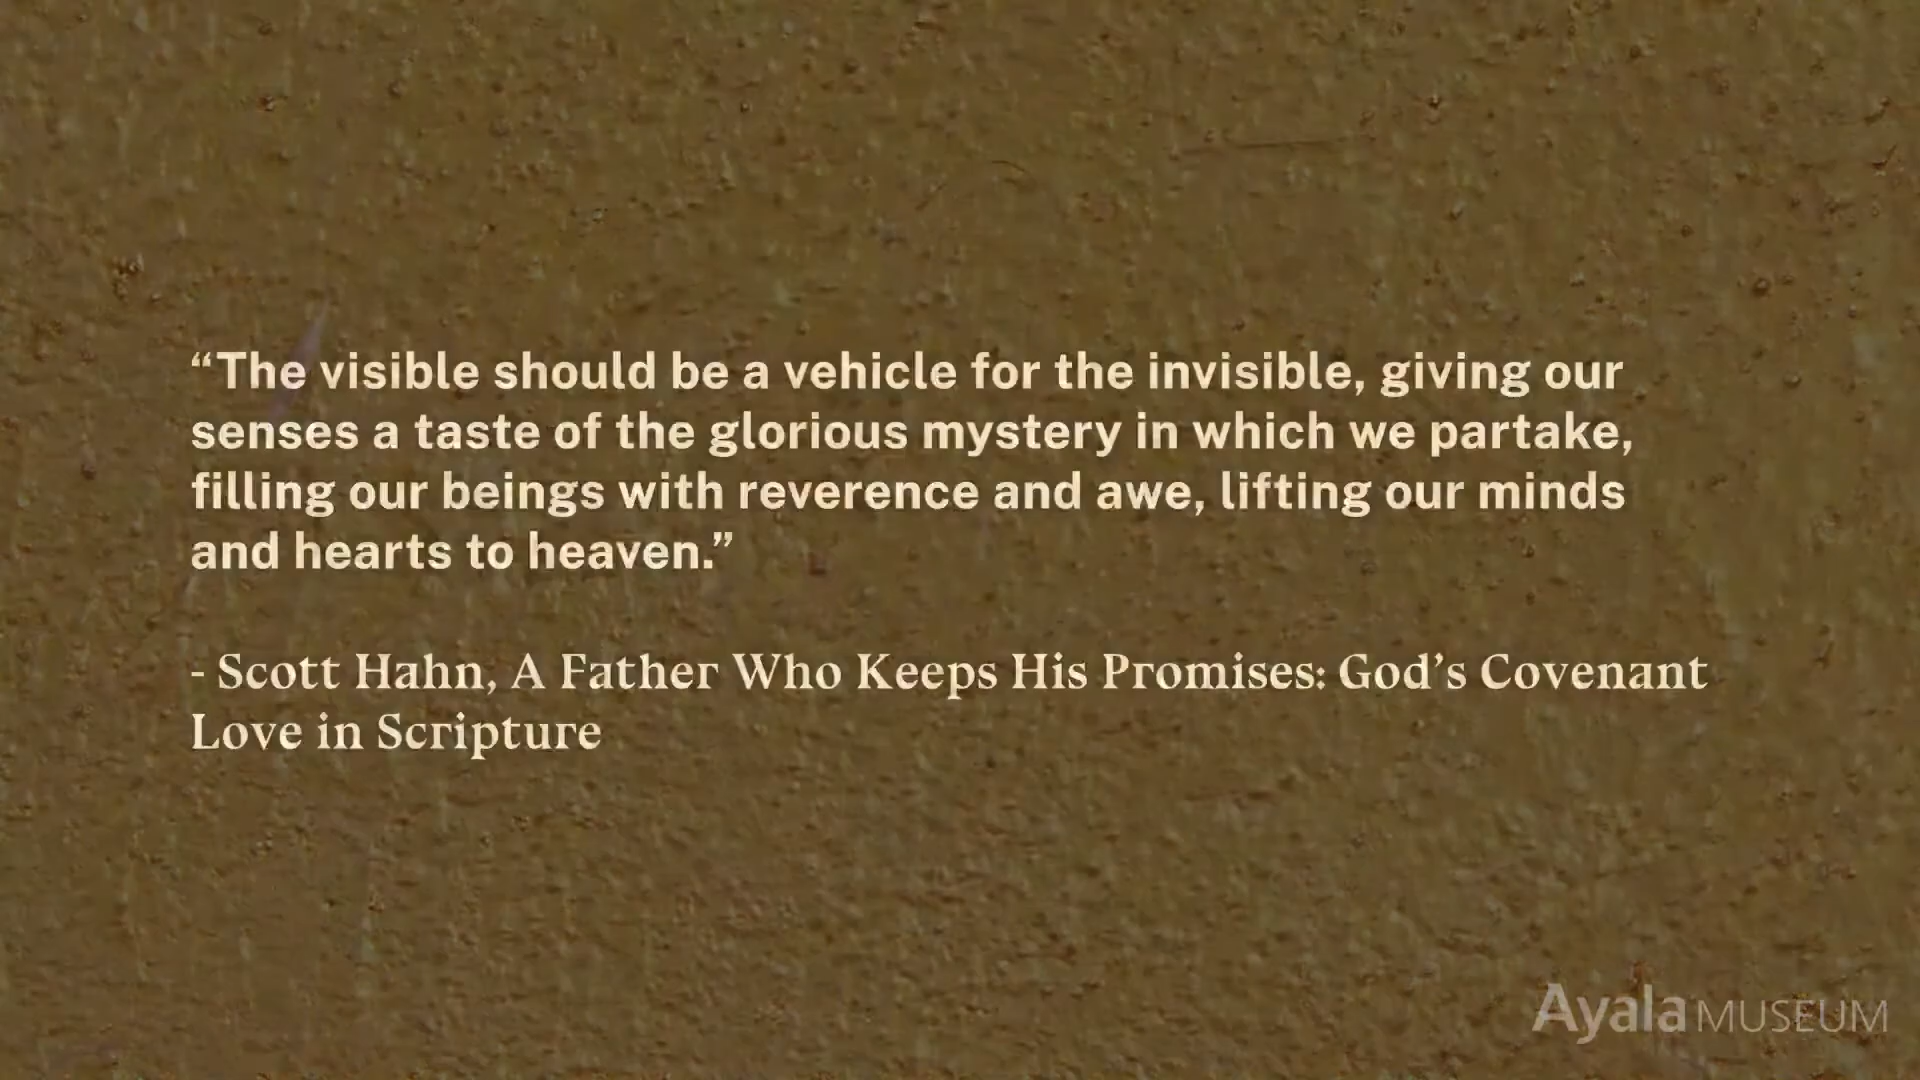 “The visible should be a vehicle for the invisible, giving our
senses a taste of the glorious mystery in which we partake,
filling our beings with reverence and awe, lifting our minds
and hearts to heaven.”
- Scott Hahn, A Father Who Keeps His Promises: God’s Covenant
Love in Scripture
Ayala MUSEUM